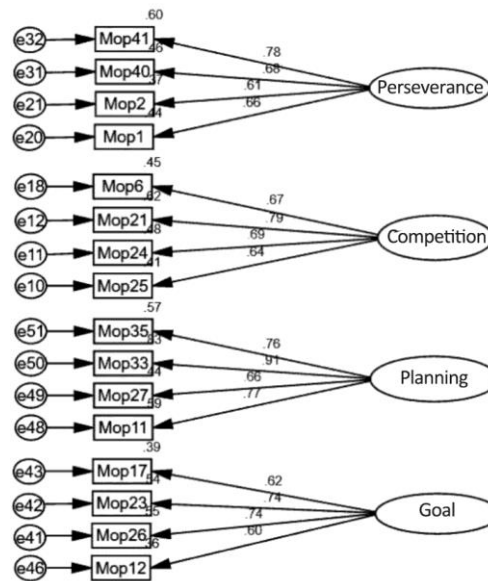 .60
e32 Mop41 .78
.46
e31 Mop40 .68
Perseverance
.37
e21 Mop2 .61
.44
e20 Mop1 .66
.45
e18 Mop6 .67
.62
e12 Mop21 .79
Competition
.48
e11 Mop24 .69
.41
e10 Mop25 .64
.57
e51 Mop35 .76
.83
e50 Mop33 .91
Planning
.44
e49 Mop27 .66
.59
e48 Mop11 .77
.39
e43 Mop17 .62
.54
e42 Mop23 .74
Goal
.55
e41 Mop26 .74
.36
e46 Mop12 .60